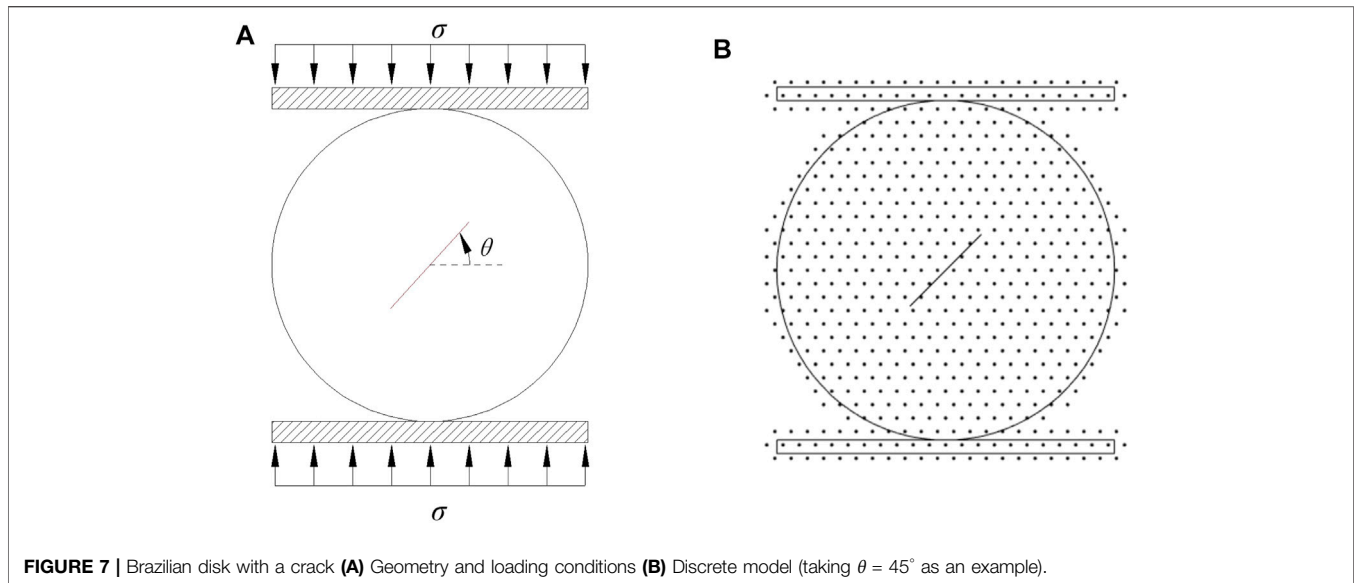 A
σ
B
θ
σ
FIGURE 7 | Brazilian disk with a crack (A) Geometry and loading conditions (B) Discrete model (taking θ = 45° as an example).